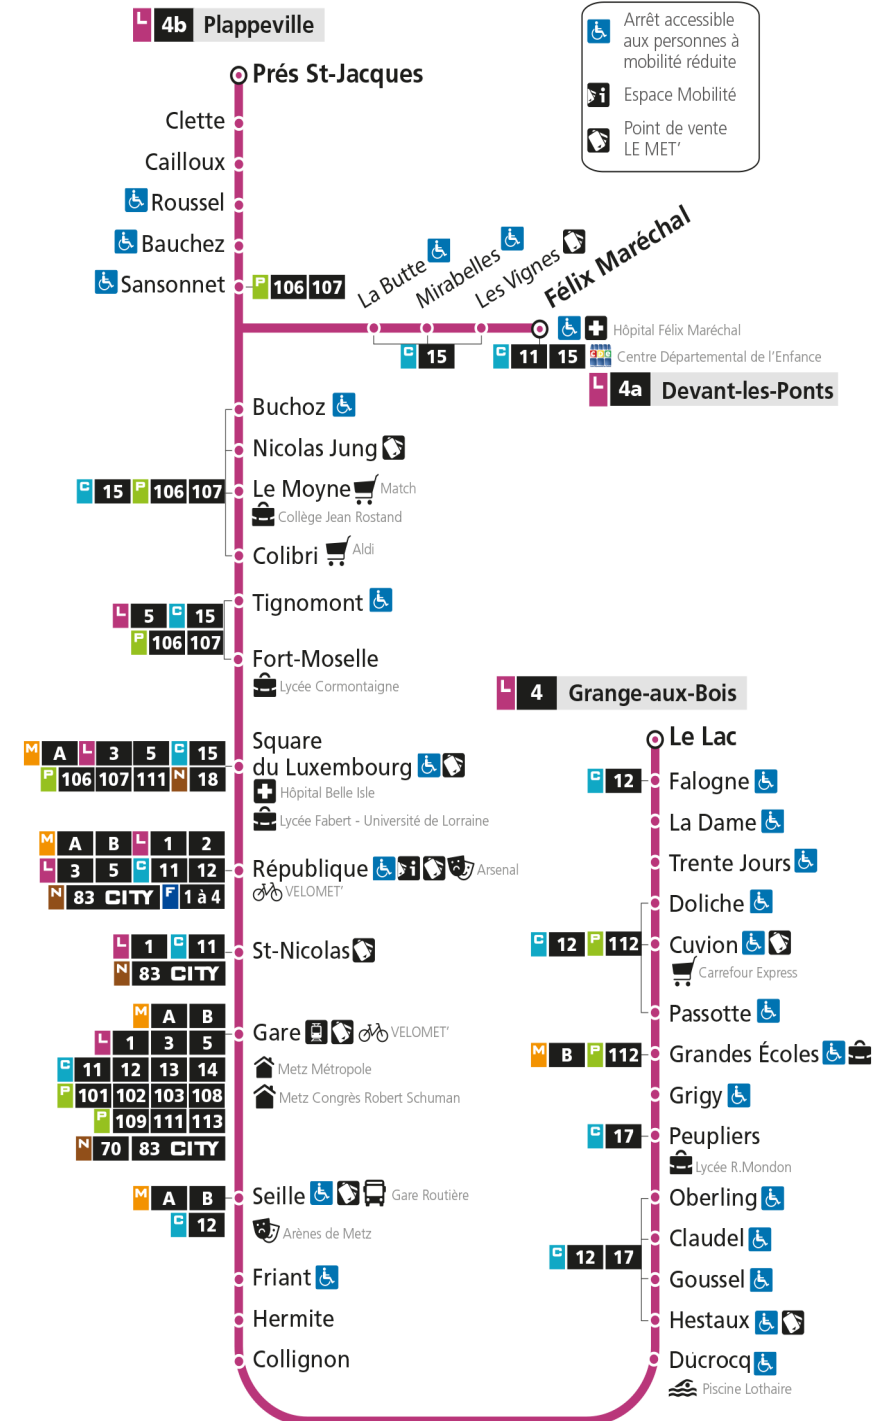 L 4b Plappeville
Arrêt accessible
aux personnes à
mobilité réduite
Espace Mobilité
Point de vente
LE MET'
Prés St-Jacques
Clette
Cailloux
Roussel
Bauchez
Sansonnet P 106 107
La Butte
Mirabelles
Les Vignes
Félix Maréchal
Hôpital Félix Maréchal
C 15
C 11 15 cde Centre Départemental de l'Enfance
L 4a Devant-les-Ponts
Buchoz
Nicolas Jung
C 15 P 106 107
Le Moyne Match
Collège Jean Rostand
Colibri Aldi
Tignomont
L 5 C 15
P 106 107
Fort-Moselle
Lycée Cormontaigne
Square
du Luxembourg
M A L 3 5 C 15
P 106 107 111 N 18
Hôpital Belle Isle
Lycée Fabert - Université de Lorraine
M A B L 1 2
L 3 5 C 11 12
N 83 CITY F 1 à 4
République i Arsenal
VELOMET'
L 1 C 11
N 83 CITY
St-Nicolas
M A B
L 1 3 5
C 11 12 13 14
P 101 102 103 108
P 109 111 113
N 70 83 CITY
Gare VELOMET'
Metz Métropole
Metz Congrès Robert Schuman
M A B
C 12
Seille Gare Routière
Arènes de Metz
Friant
Hermite
Collignon
L 4 Grange-aux-Bois
Le Lac
C 12 Falogne
La Dame
Trente Jours
Doliche
C 12 P 112 Cuvion
Carrefour Express
Passotte
M B P 112 Grandes Écoles
Grigy
C 17 Peupliers
Lycée R.Mondon
Oberling
Claudel
C 12 17
Goussel
Hestaux
Ducrocq
Piscine Lothaire